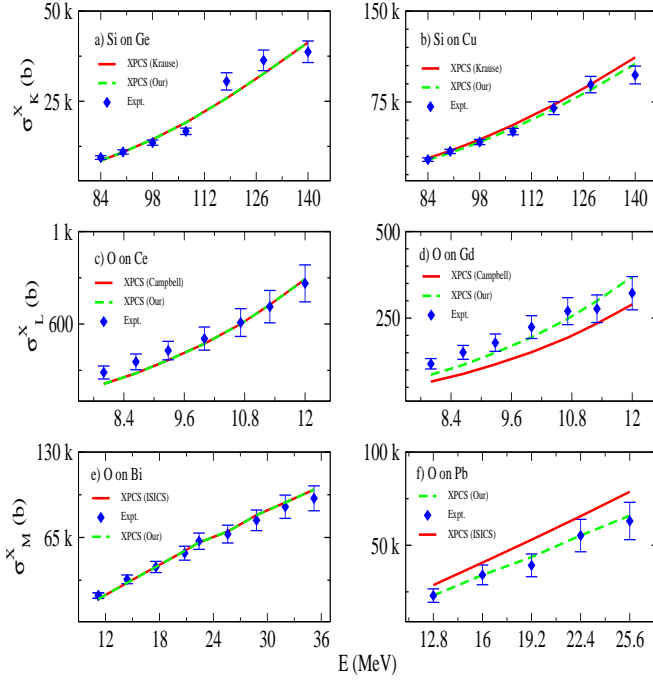 50 k
25 k
σ^X_K (b)
a) Si on Ge
XPCS (Krause)
XPCS (Our)
Expt.
84 98 112 126 140
150 k
75 k
b) Si on Cu
XPCS (Krause)
XPCS (Our)
Expt.
84 98 112 126 140
1 k
600
σ^X_L (b)
c) O on Ce
XPCS (Campbell)
XPCS (Our)
Expt.
8.4 9.6 10.8 12
500
250
d) O on Gd
XPCS (Campbell)
XPCS (Our)
Expt.
8.4 9.6 10.8 12
130 k
65 k
σ^X_M (b)
e) O on Bi
XPCS (ISICS)
Expt.
XPCS (Our)
12 18 24 30 36
100 k
50 k
f) O on Pb
XPCS (Our)
Expt.
XPCS (ISICS)
12.8 16 19.2 22.4 25.6
E (MeV)